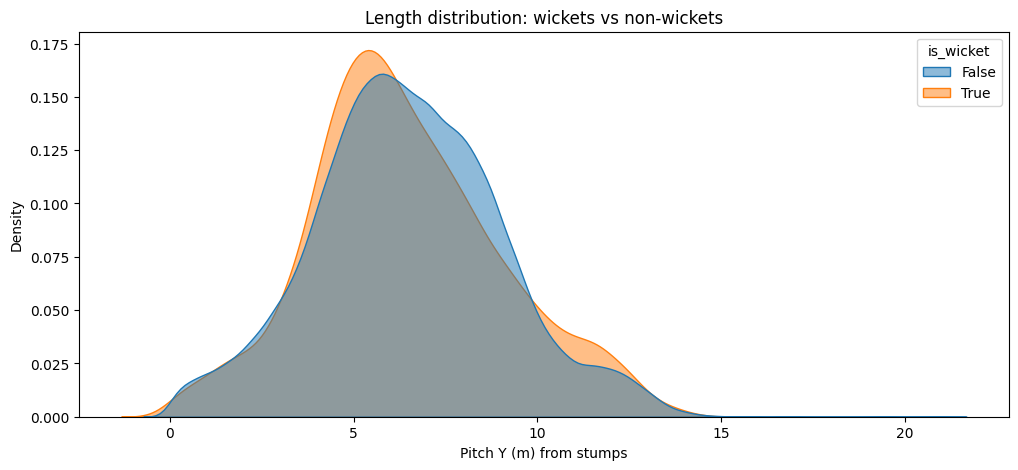 Length distribution: wickets vs non-wickets
is_wicket
False
True
0.175
0.150
0.125
0.100
0.075
0.050
0.025
0.000
Density
0 5 10 15 20
Pitch Y (m) from stumps